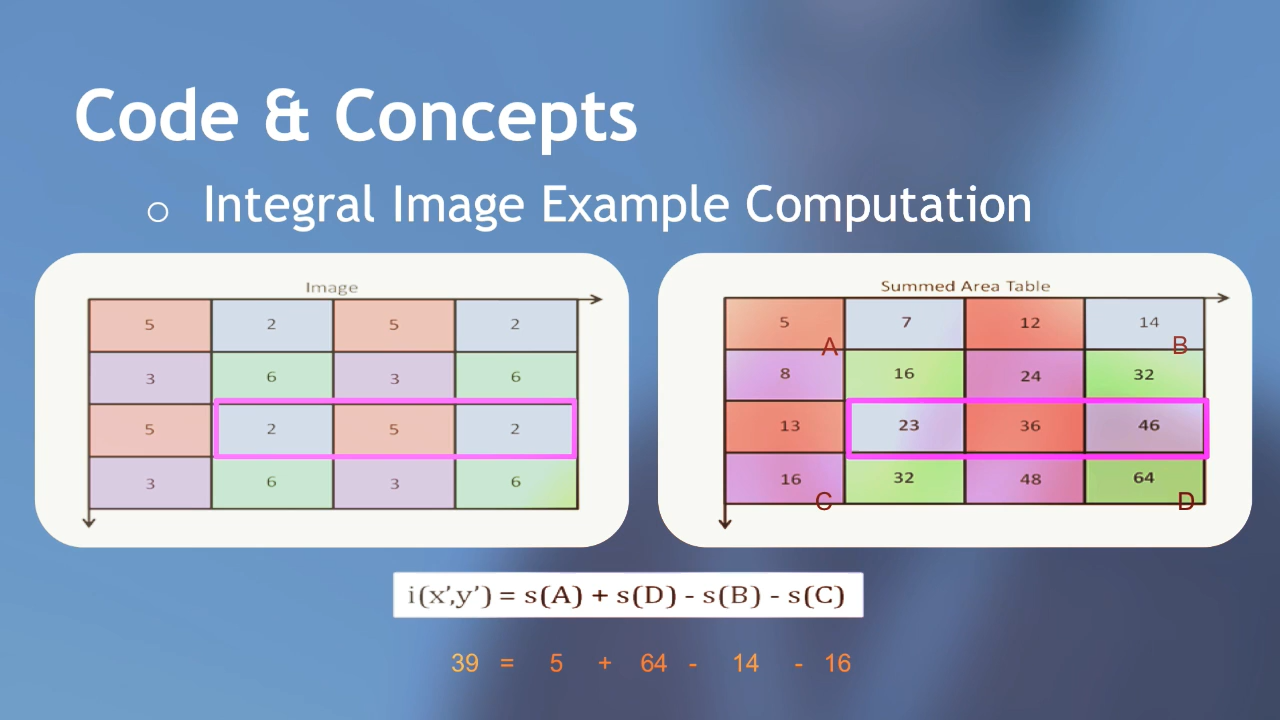 Code & Concepts
o Integral Image Example Computation
Image
5 2 5 2
3 6 3 6
5 2 5 2
3 6 3 6
Summed Area Table
5 7 12 14
A B
8 16 24 32
13 23 36 46
16 32 48 64
C D
i(x’,y’) = s(A) + s(D) - s(B) - s(C)
39 = 5 + 64 - 14 - 16